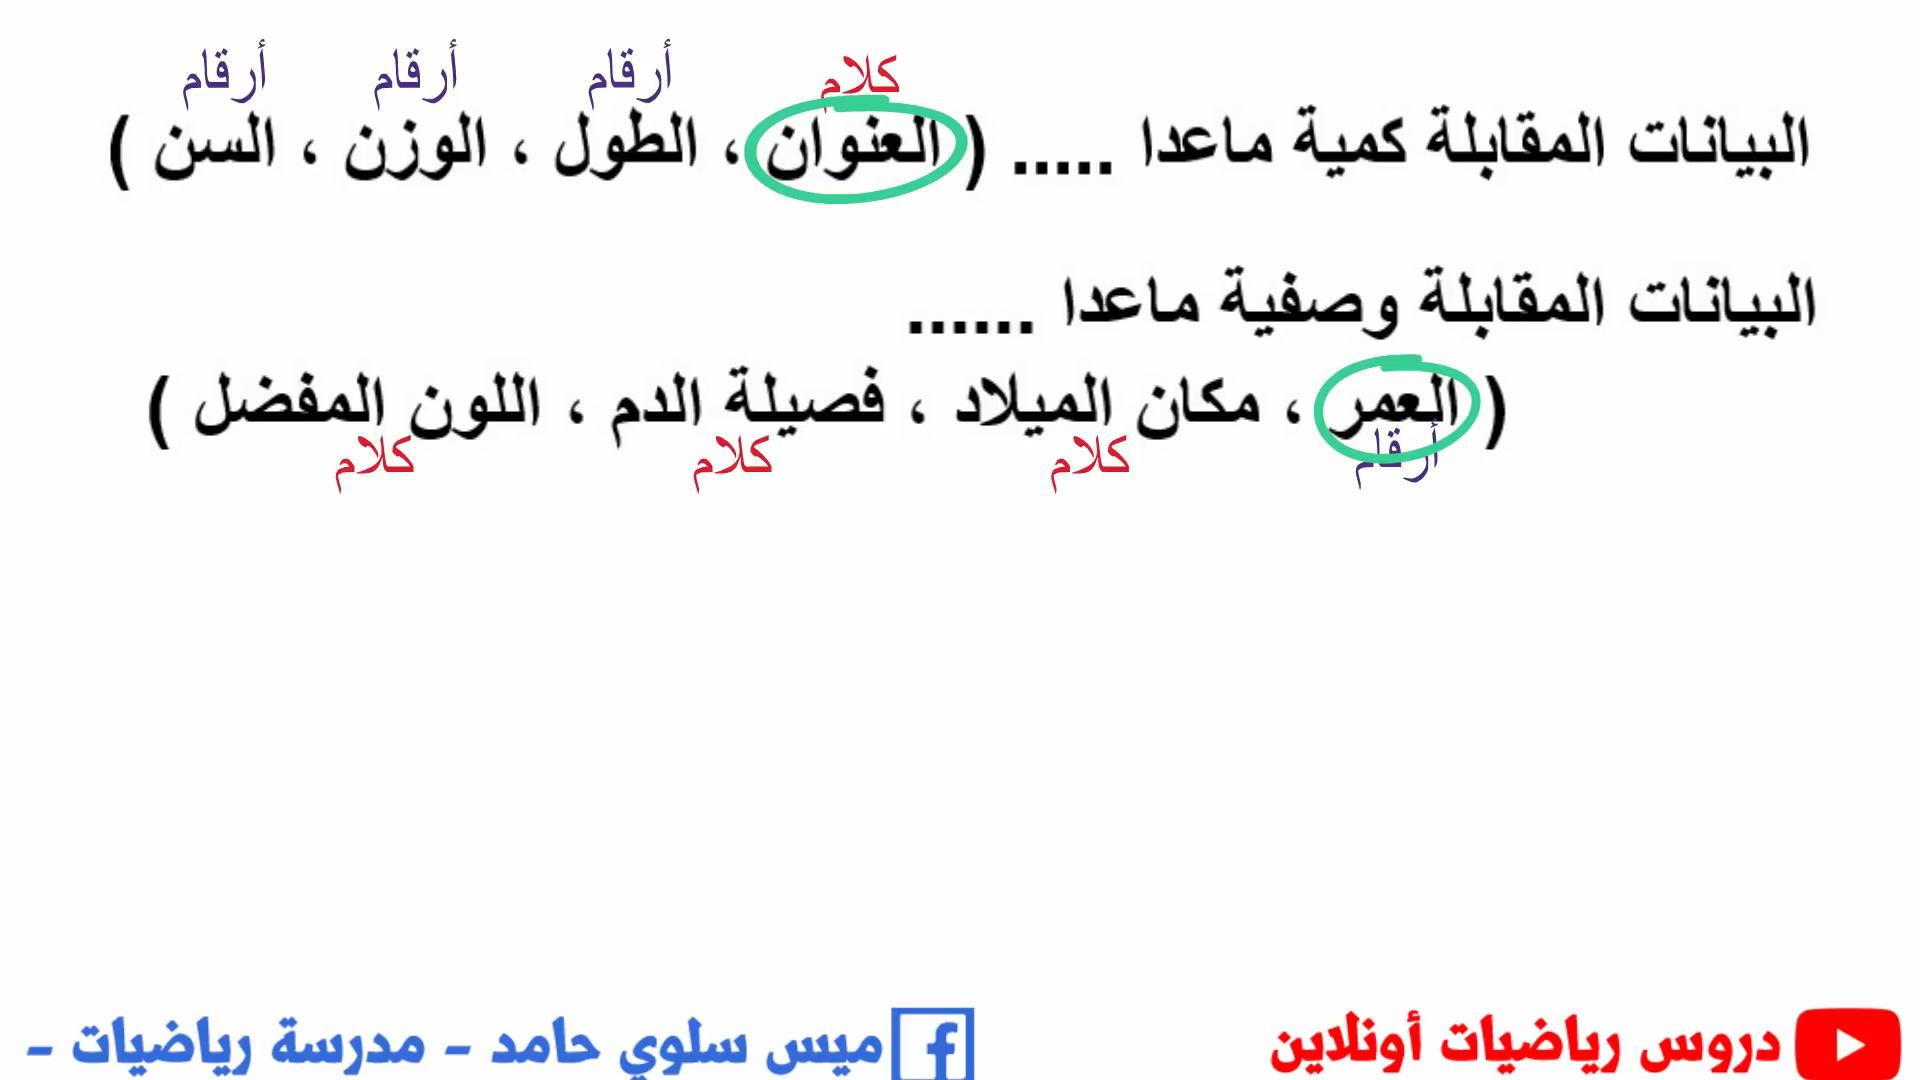 كلام أرقام أرقام أرقام
البيانات المقابلة كمية ماعدا ..... ( العنوان ، الطول ، الوزن ، السن )
البيانات المقابلة وصفية ماعدا ......
( العمر ، مكان الميلاد ، فصيلة الدم ، اللون المفضل )
أرقام كلام كلام كلام
دروس رياضيات أونلاين
ميس سلوي حامد - مدرسة رياضيات -